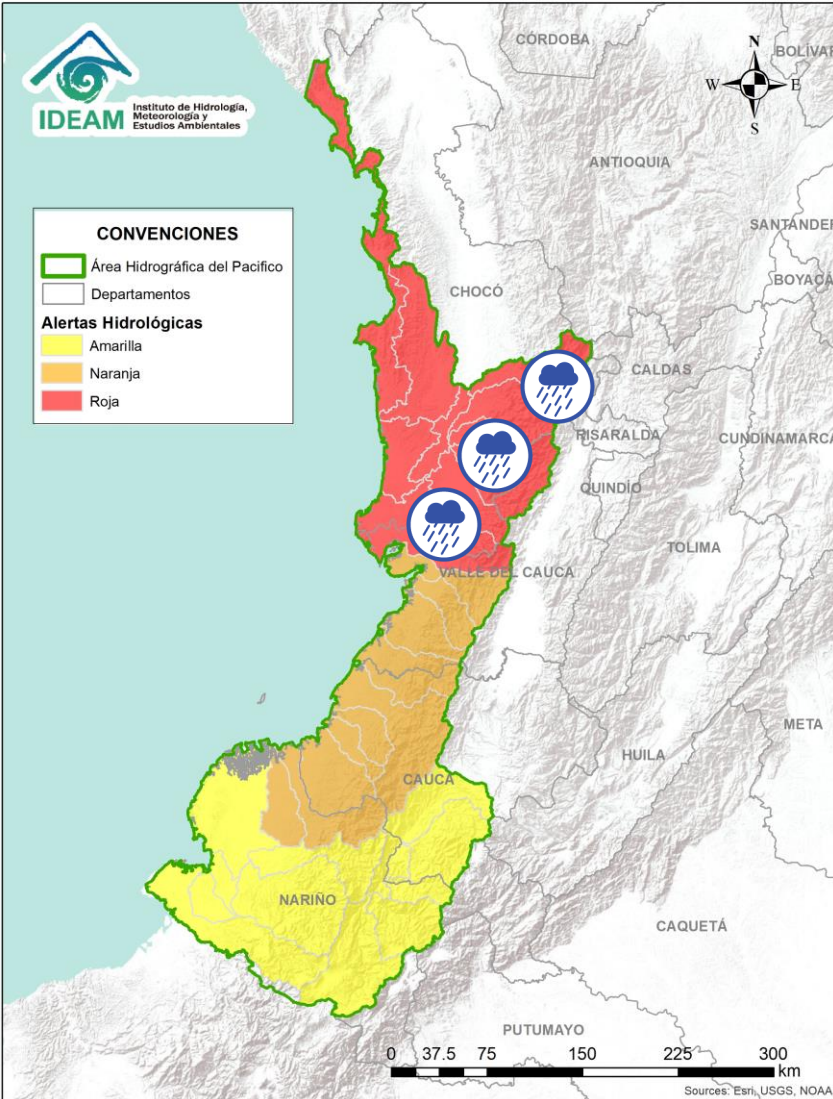 IDEAM
Instituto de Hidrología,
Meteorología y
Estudios Ambientales
N
W
E
S
CÓRDOBA
BOLÍVAR
ANTIOQUIA
SANTANDER
BOYACÁ
CONVENCIONES
Área Hidrográfica del Pacifico
Departamentos
Alertas Hidrológicas
Amarilla
Naranja
Roja
CHOCÓ
CALDAS
RISARALDA
CUNDINAMARCA
QUINDÍO
TOLIMA
VALLE DEL CAUCA
META
HUILA
CAUCA
NARIÑO
CAQUETÁ
PUTUMAYO
0 37.5 75 150 225 300
km
Sources: Esri, USGS, NOAA